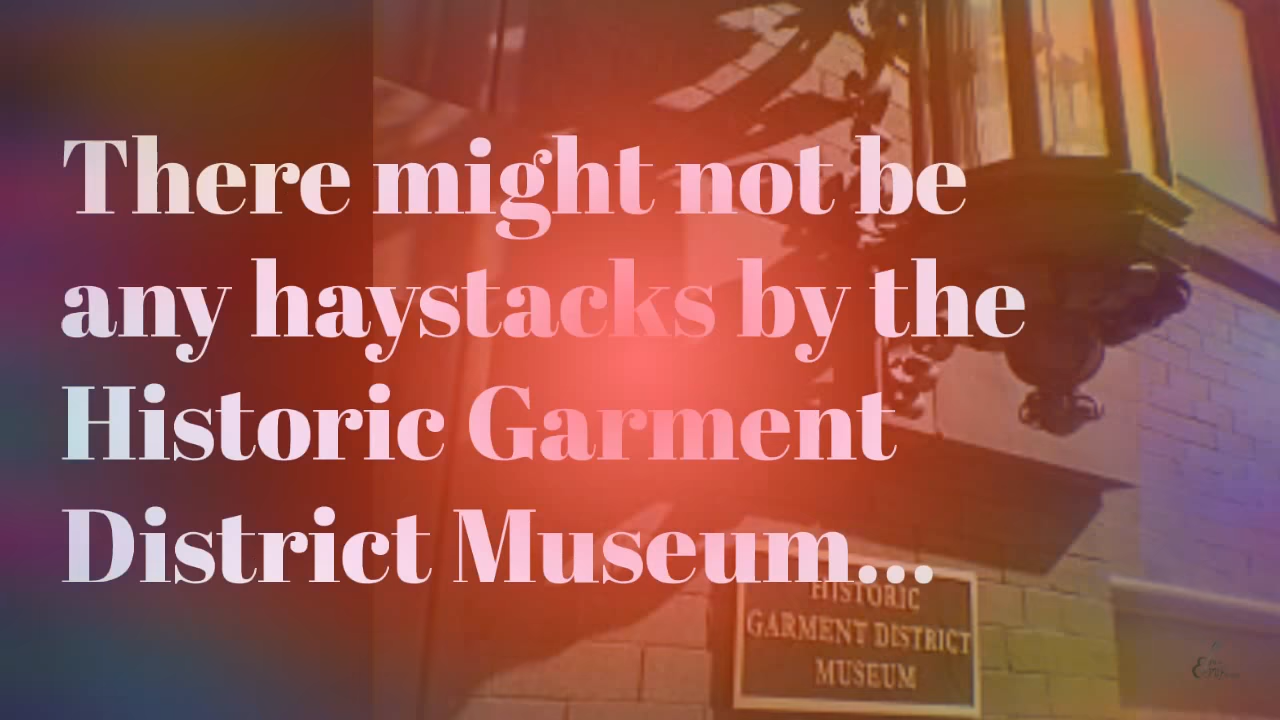 There might not be
any haystacks by the
Historic Garment
District Museum...
HISTORIC
GARMENT DISTRICT
MUSEUM